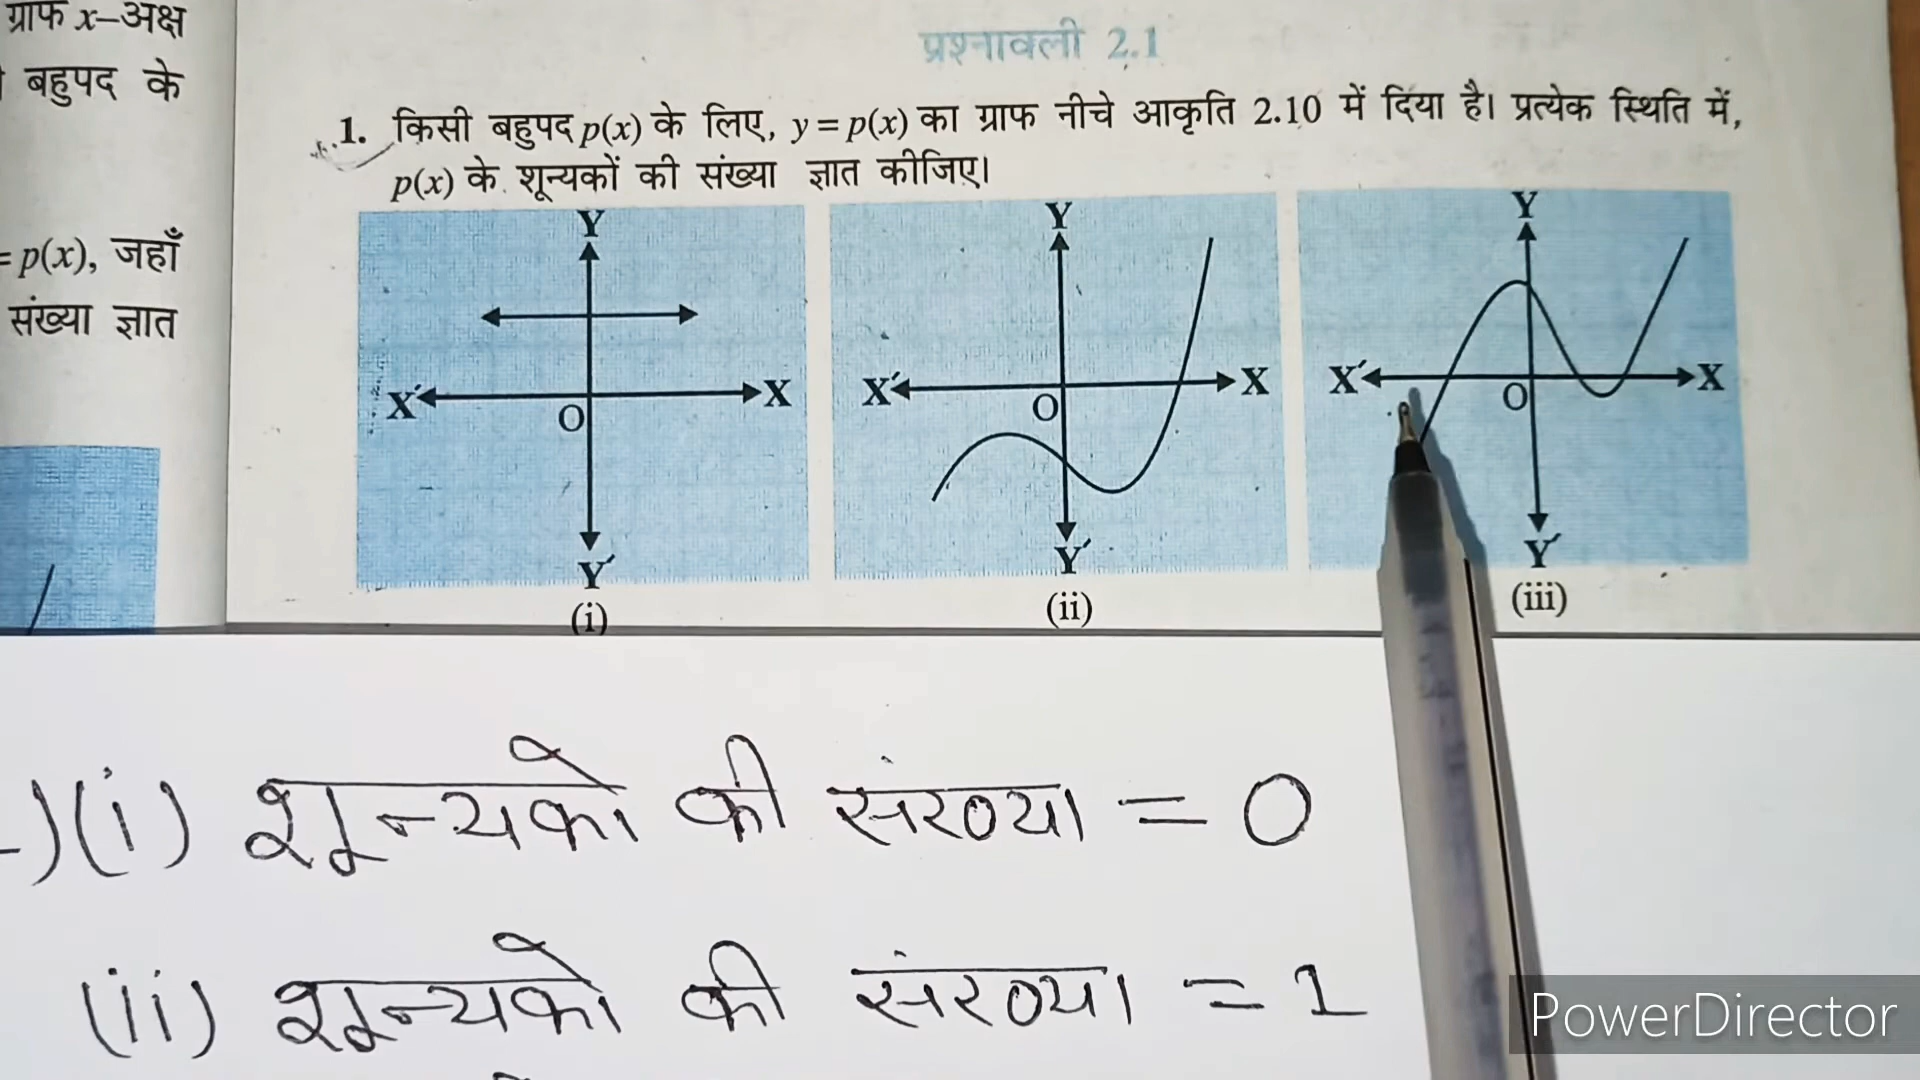 ग्राफ x–अक्ष
बहुपद के
= p(x), जहाँ
संख्या ज्ञात
प्रश्नावली 2.1
1. किसी बहुपद p(x) के लिए, y = p(x) का ग्राफ नीचे आकृति 2.10 में दिया है। प्रत्येक स्थिति में,
p(x) के शून्यकों की संख्या ज्ञात कीजिए।
Y
X′ O X
Y′
(i)
Y
X′ O X
Y′
(ii)
Y
X′ O X
Y′
(iii)
(i) शून्यको की संख्या = 0
(ii) शून्यको की संख्या = 1
PowerDirector